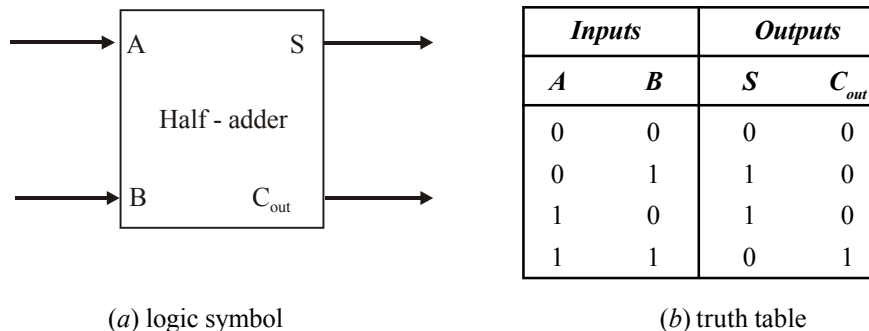 A S
Half - adder
B Cout
(a) logic symbol
Inputs Outputs
A B S Cout
0 0 0 0
0 1 1 0
1 0 1 0
1 1 0 1
(b) truth table